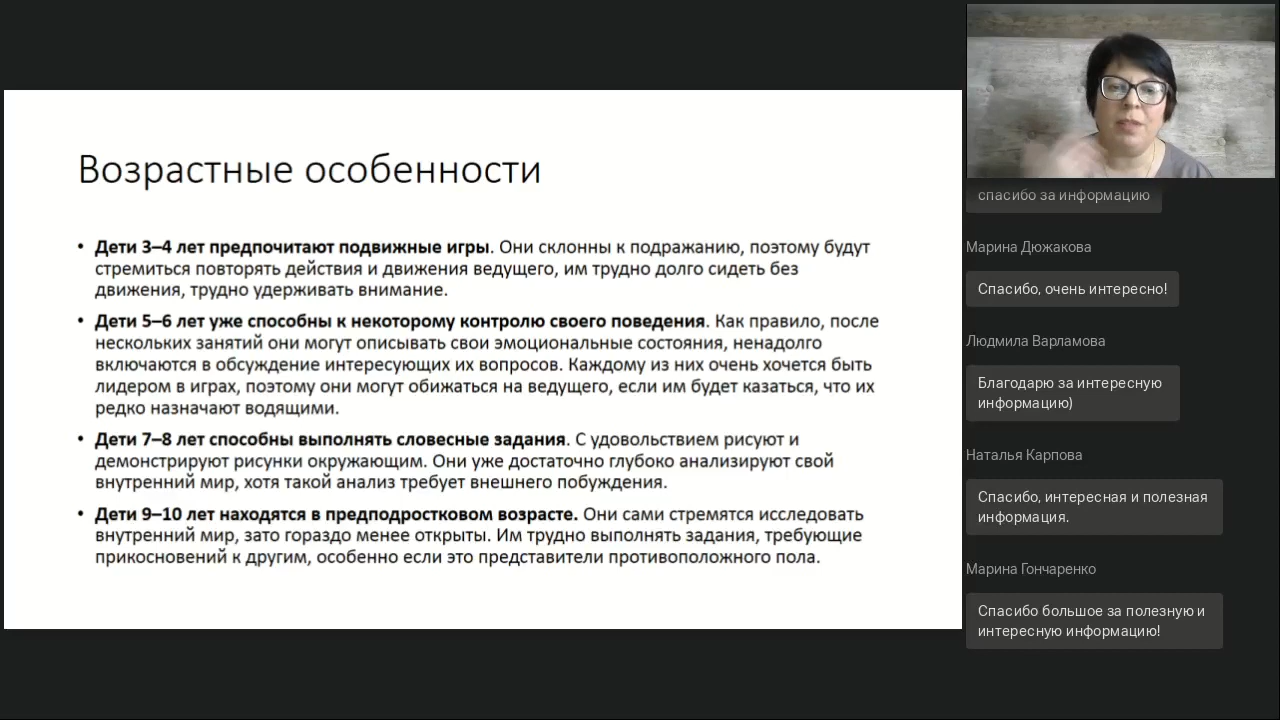 Возрастные особенности
• Дети 3–4 лет предпочитают подвижные игры. Они склонны к подражанию, поэтому будут
стремиться повторять действия и движения ведущего, им трудно долго сидеть без
движения, трудно удерживать внимание.
• Дети 5–6 лет уже способны к некоторому контролю своего поведения. Как правило, после
нескольких занятий они могут описывать свои эмоциональные состояния, ненадолго
включаются в обсуждение интересующих их вопросов. Каждому из них очень хочется быть
лидером в играх, поэтому они могут обижаться на ведущего, если им будет казаться, что их
редко назначают водящими.
• Дети 7–8 лет способны выполнять словесные задания. С удовольствием рисуют и
демонстрируют рисунки окружающим. Они уже достаточно глубоко анализируют свой
внутренний мир, хотя такой анализ требует внешнего побуждения.
• Дети 9–10 лет находятся в предподростковом возрасте. Они сами стремятся исследовать
внутренний мир, зато гораздо менее открыты. Им трудно выполнять задания, требующие
прикосновений к другим, особенно если это представители противоположного пола.
спасибо за информацию
Марина Дюжакова
Спасибо, очень интересно!
Людмила Варламова
Благодарю за интересную
информацию)
Наталья Карпова
Спасибо, интересная и полезная
информация.
Марина Гончаренко
Спасибо большое за полезную и
интересную информацию!